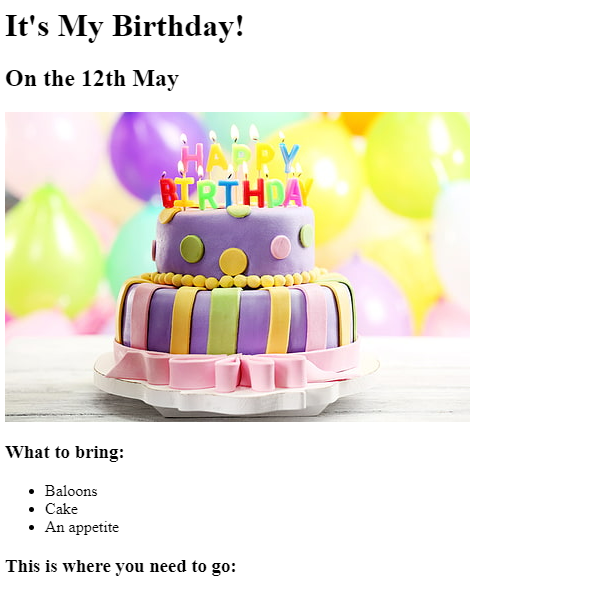 It's My Birthday!
On the 12th May
HAPPY
BIRTHDAY
What to bring:
Baloons
Cake
An appetite
This is where you need to go: